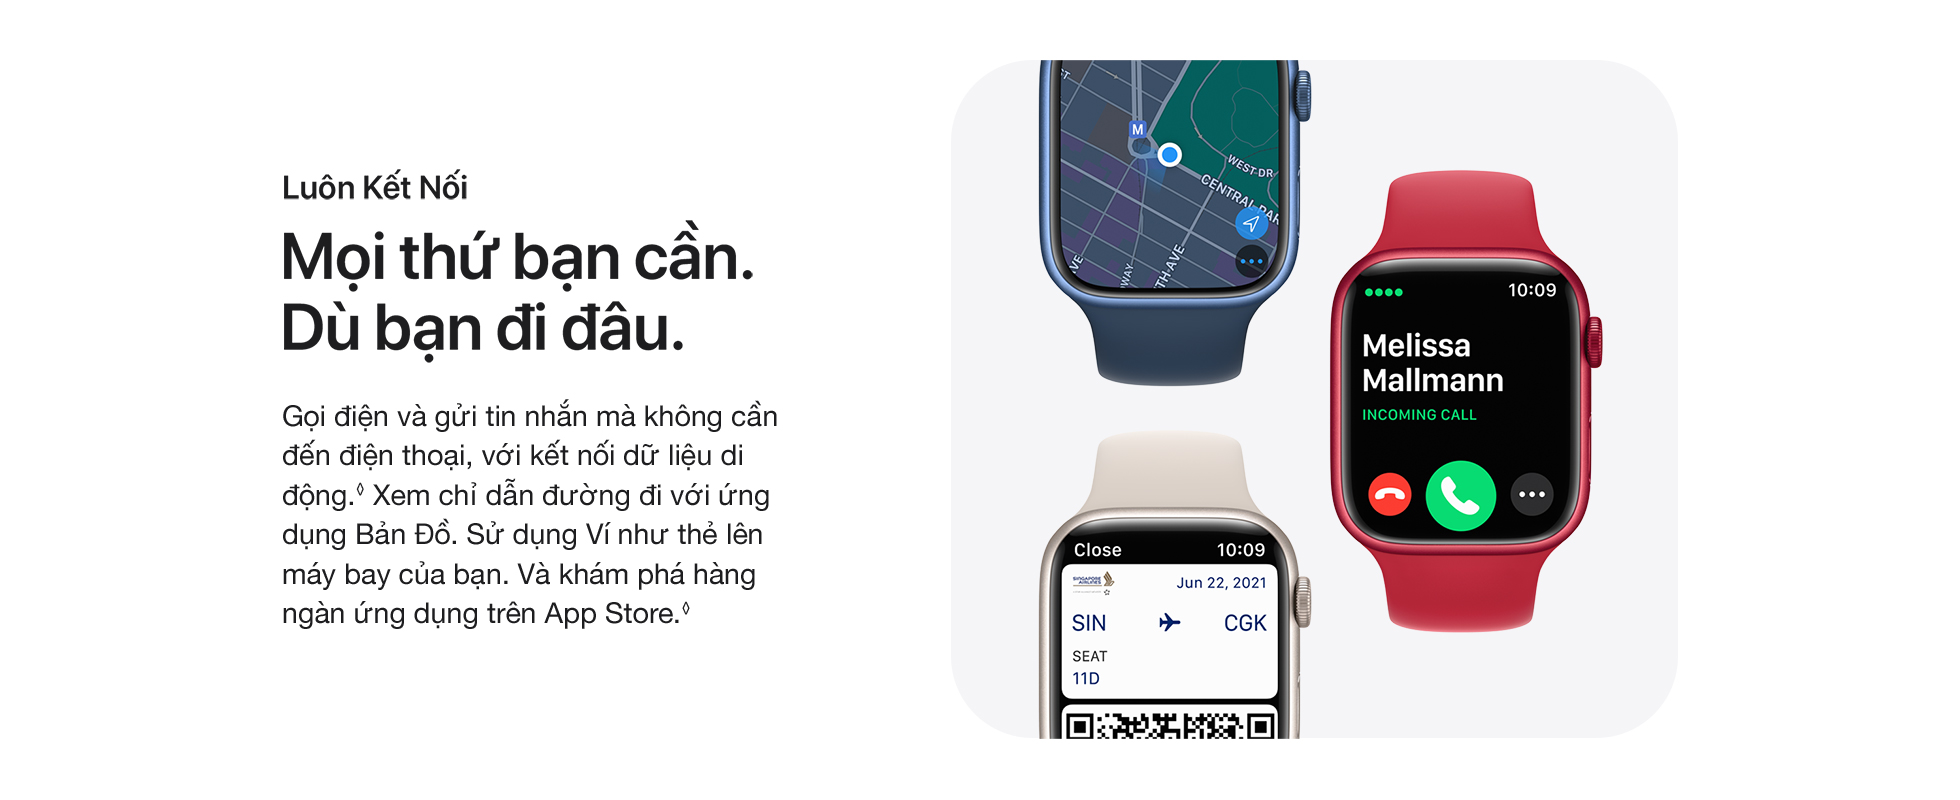 Luôn Kết Nối
Mọi thứ bạn cần.
Dù bạn đi đâu.
Gọi điện và gửi tin nhắn mà không cần
đến điện thoại, với kết nối dữ liệu di
động.◊ Xem chỉ dẫn đường đi với ứng
dụng Bản Đồ. Sử dụng Ví như thẻ lên
máy bay của bạn. Và khám phá hàng
ngàn ứng dụng trên App Store.◊
M
WEST DR
CENTRAL PAR
TH AVE
WAY
VE
10:09
Melissa
Mallmann
INCOMING CALL
Close 10:09
SINGAPORE
AIRLINES
Jun 22, 2021
SIN CGK
SEAT
11D